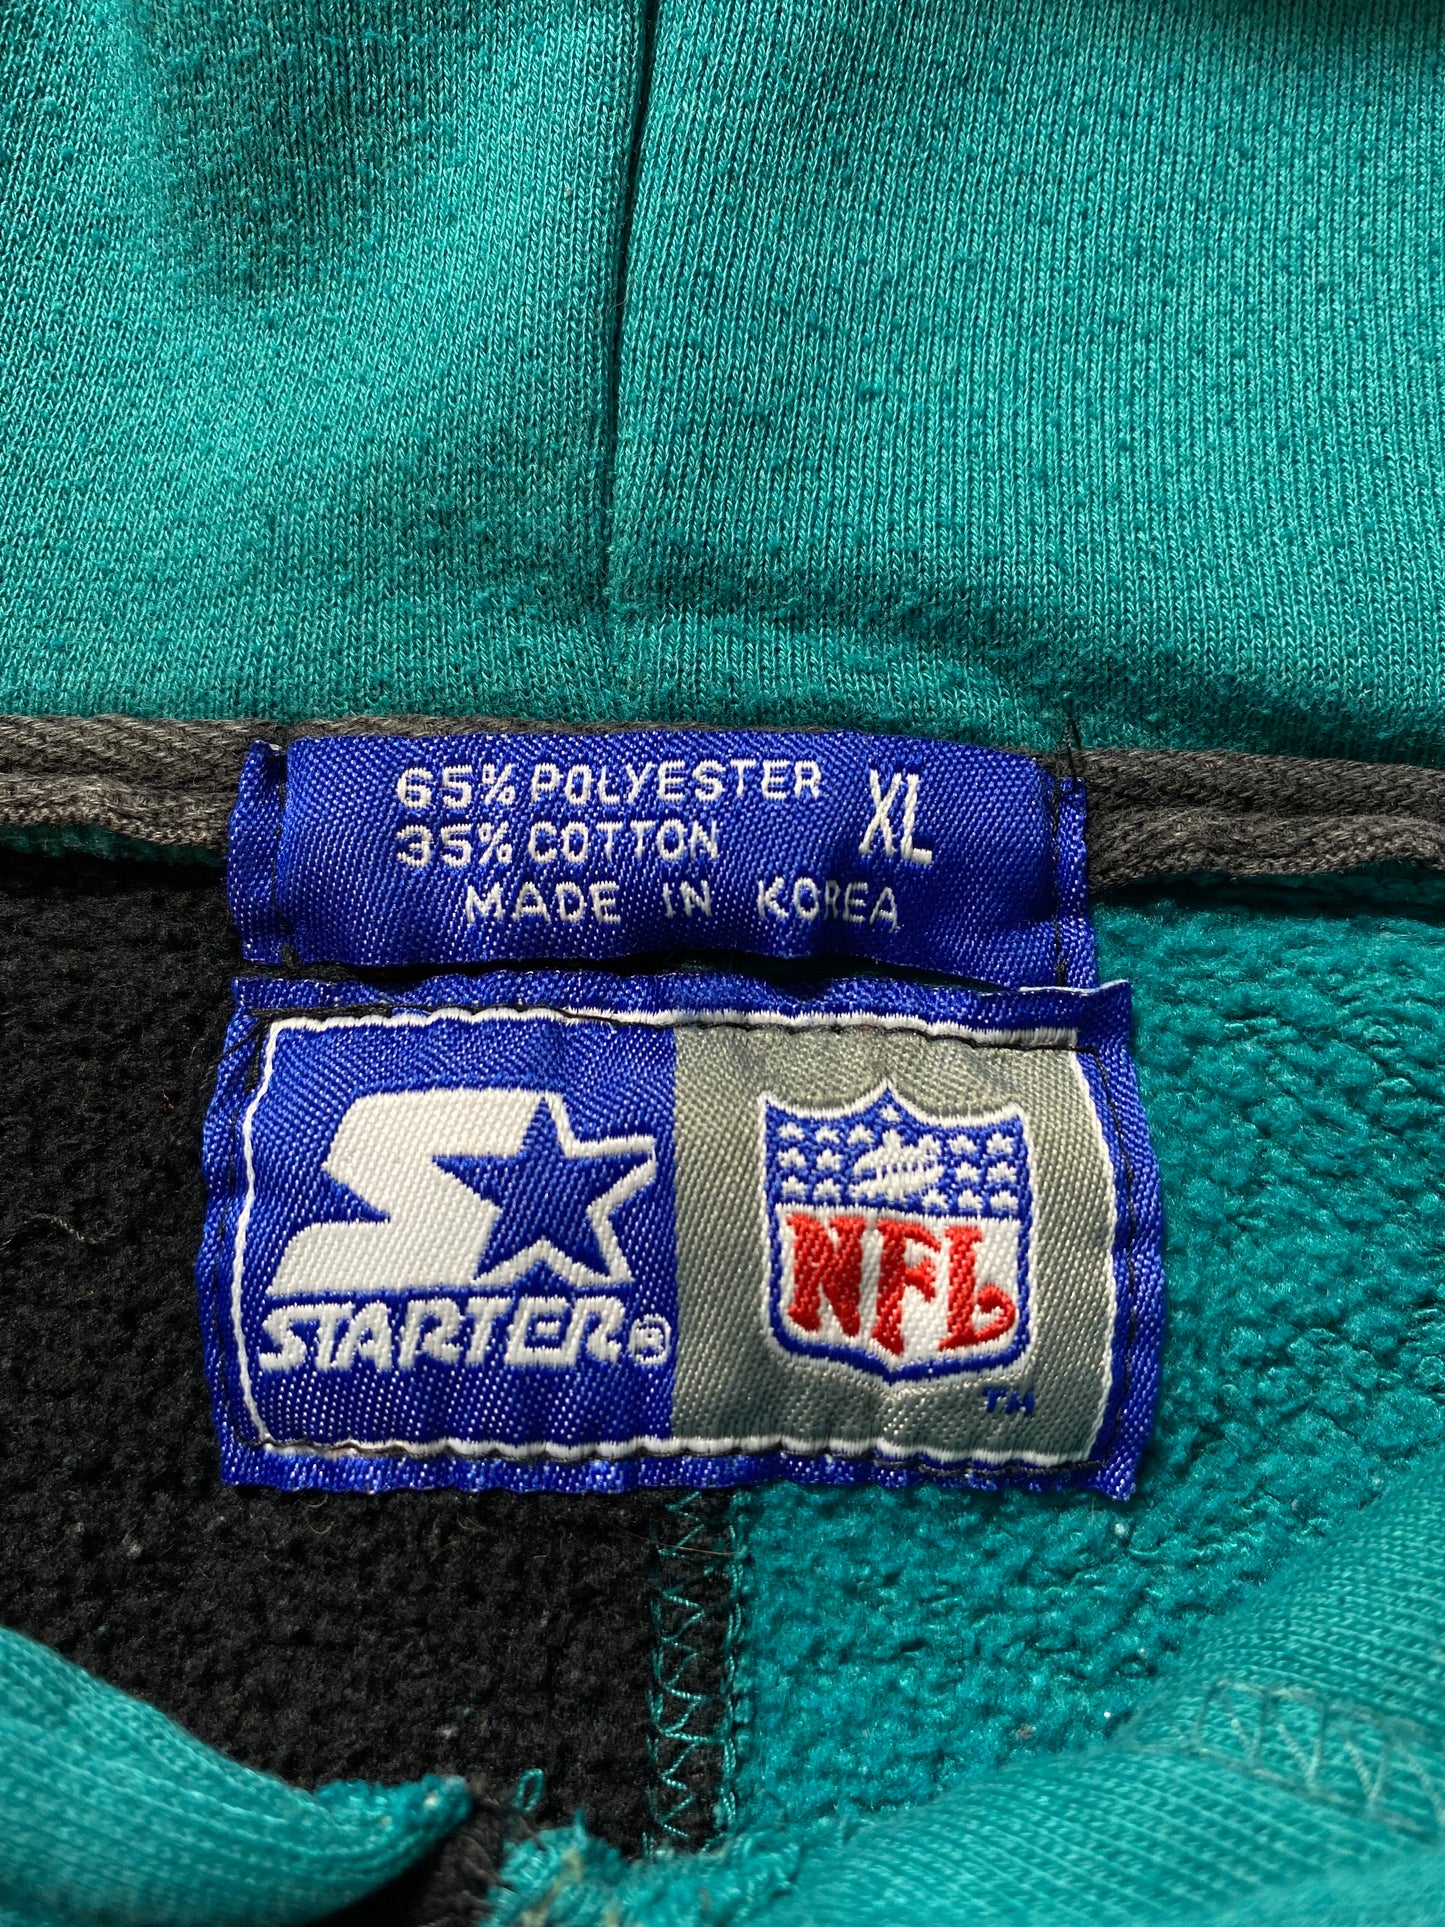 65% POLYESTER XL
35% COTTON
MADE IN KOREA
STARTER®
NFL
TM